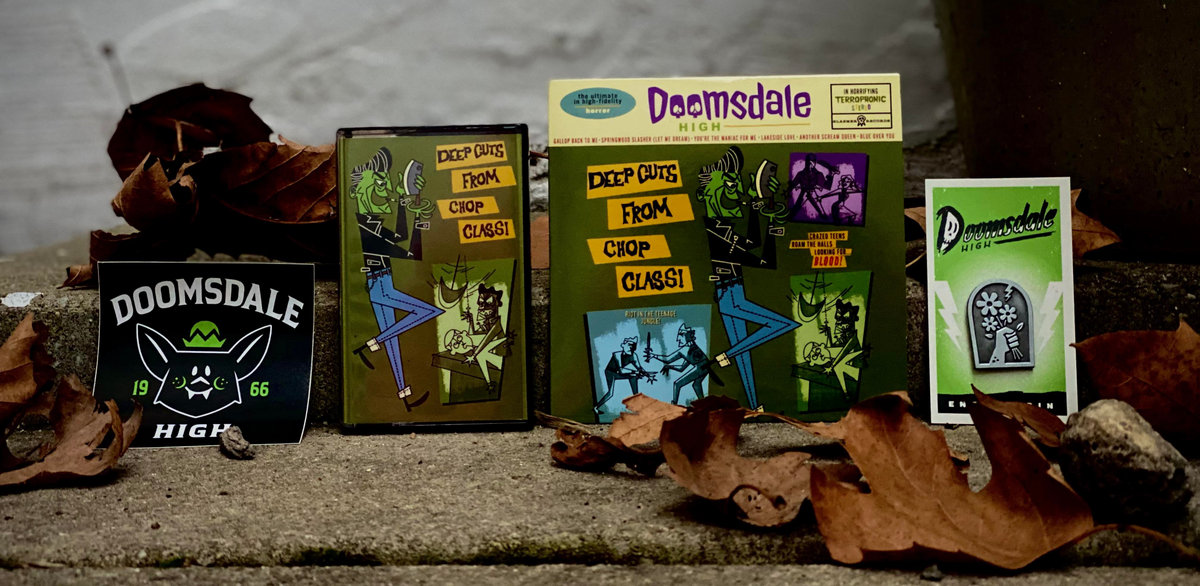 DOOMSDALE
19 66
HIGH
DEEP CUTS
FROM
CHOP
CLASS!
the ultimate
in high-fidelity
horror
DOOMSDALE
HIGH
IN HORRIFYING
TERROPHONIC
STEREO
RECORDS
GALLOP BACK TO ME • SPRINGWOOD SLASHER (LET ME DREAM) • YOU'RE THE MANIAC FOR ME • LAKESIDE LOVE • ANOTHER SCREAM QUEEN • BLUE OVER YOU
DEEP CUTS
FROM
CHOP
CLASS!
CRAZED TEENS
ROAM THE HALLS
LOOKING FOR
BLOOD!
RIOT IN THE TEENAGE
JUNGLE!
Doomsdale
HIGH